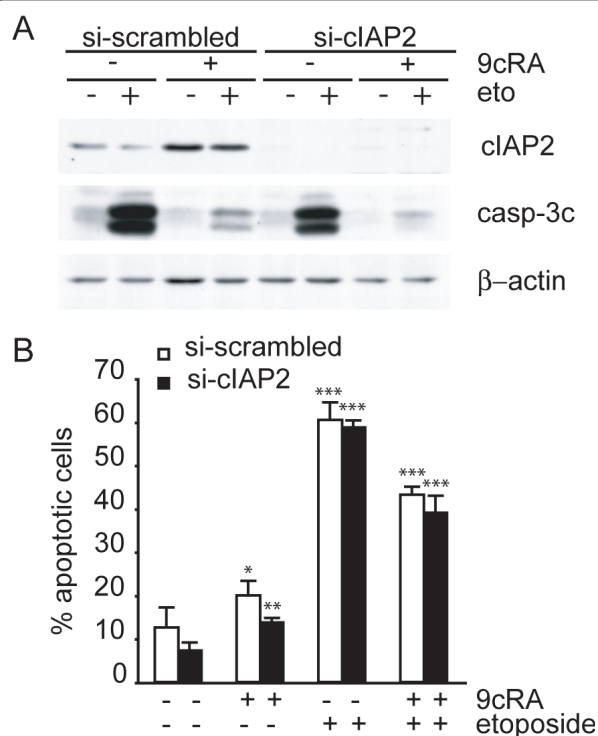 A
si-scrambled si-cIAP2
- + - + 9cRA
- + - + - + - + eto
cIAP2
casp-3c
β–actin
B
si-scrambled
si-cIAP2
70
60
50
40
30
20
10
0
% apoptotic cells
*** ***
*** ***
*
**
- - + + - - + + 9cRA
- - - - + + + + etoposide